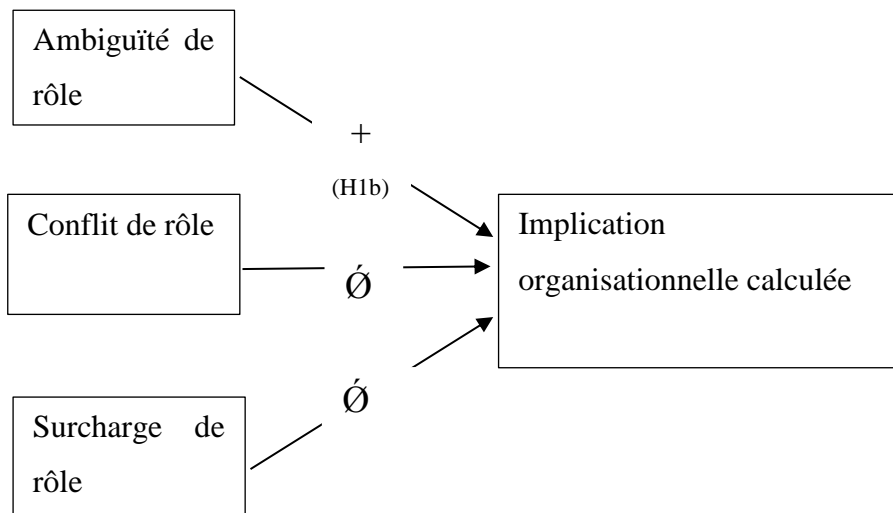 Ambiguïté de
rôle
+
(H1b)
Conflit de rôle
Ǿ
Implication
organisationnelle calculée
Ǿ
Surcharge de
rôle